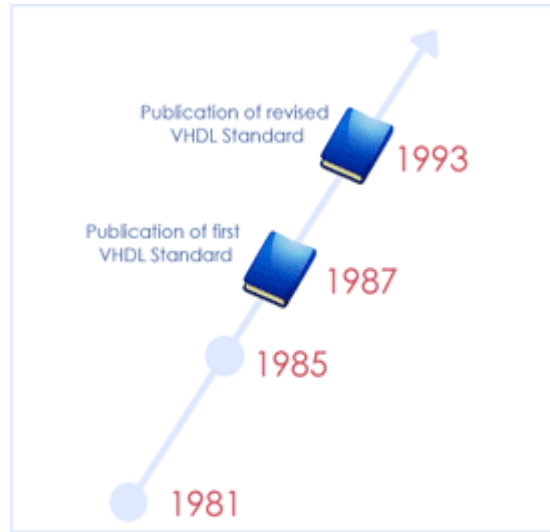 Publication of revised
VHDL Standard
1993
Publication of first
VHDL Standard
1987
1985
1981